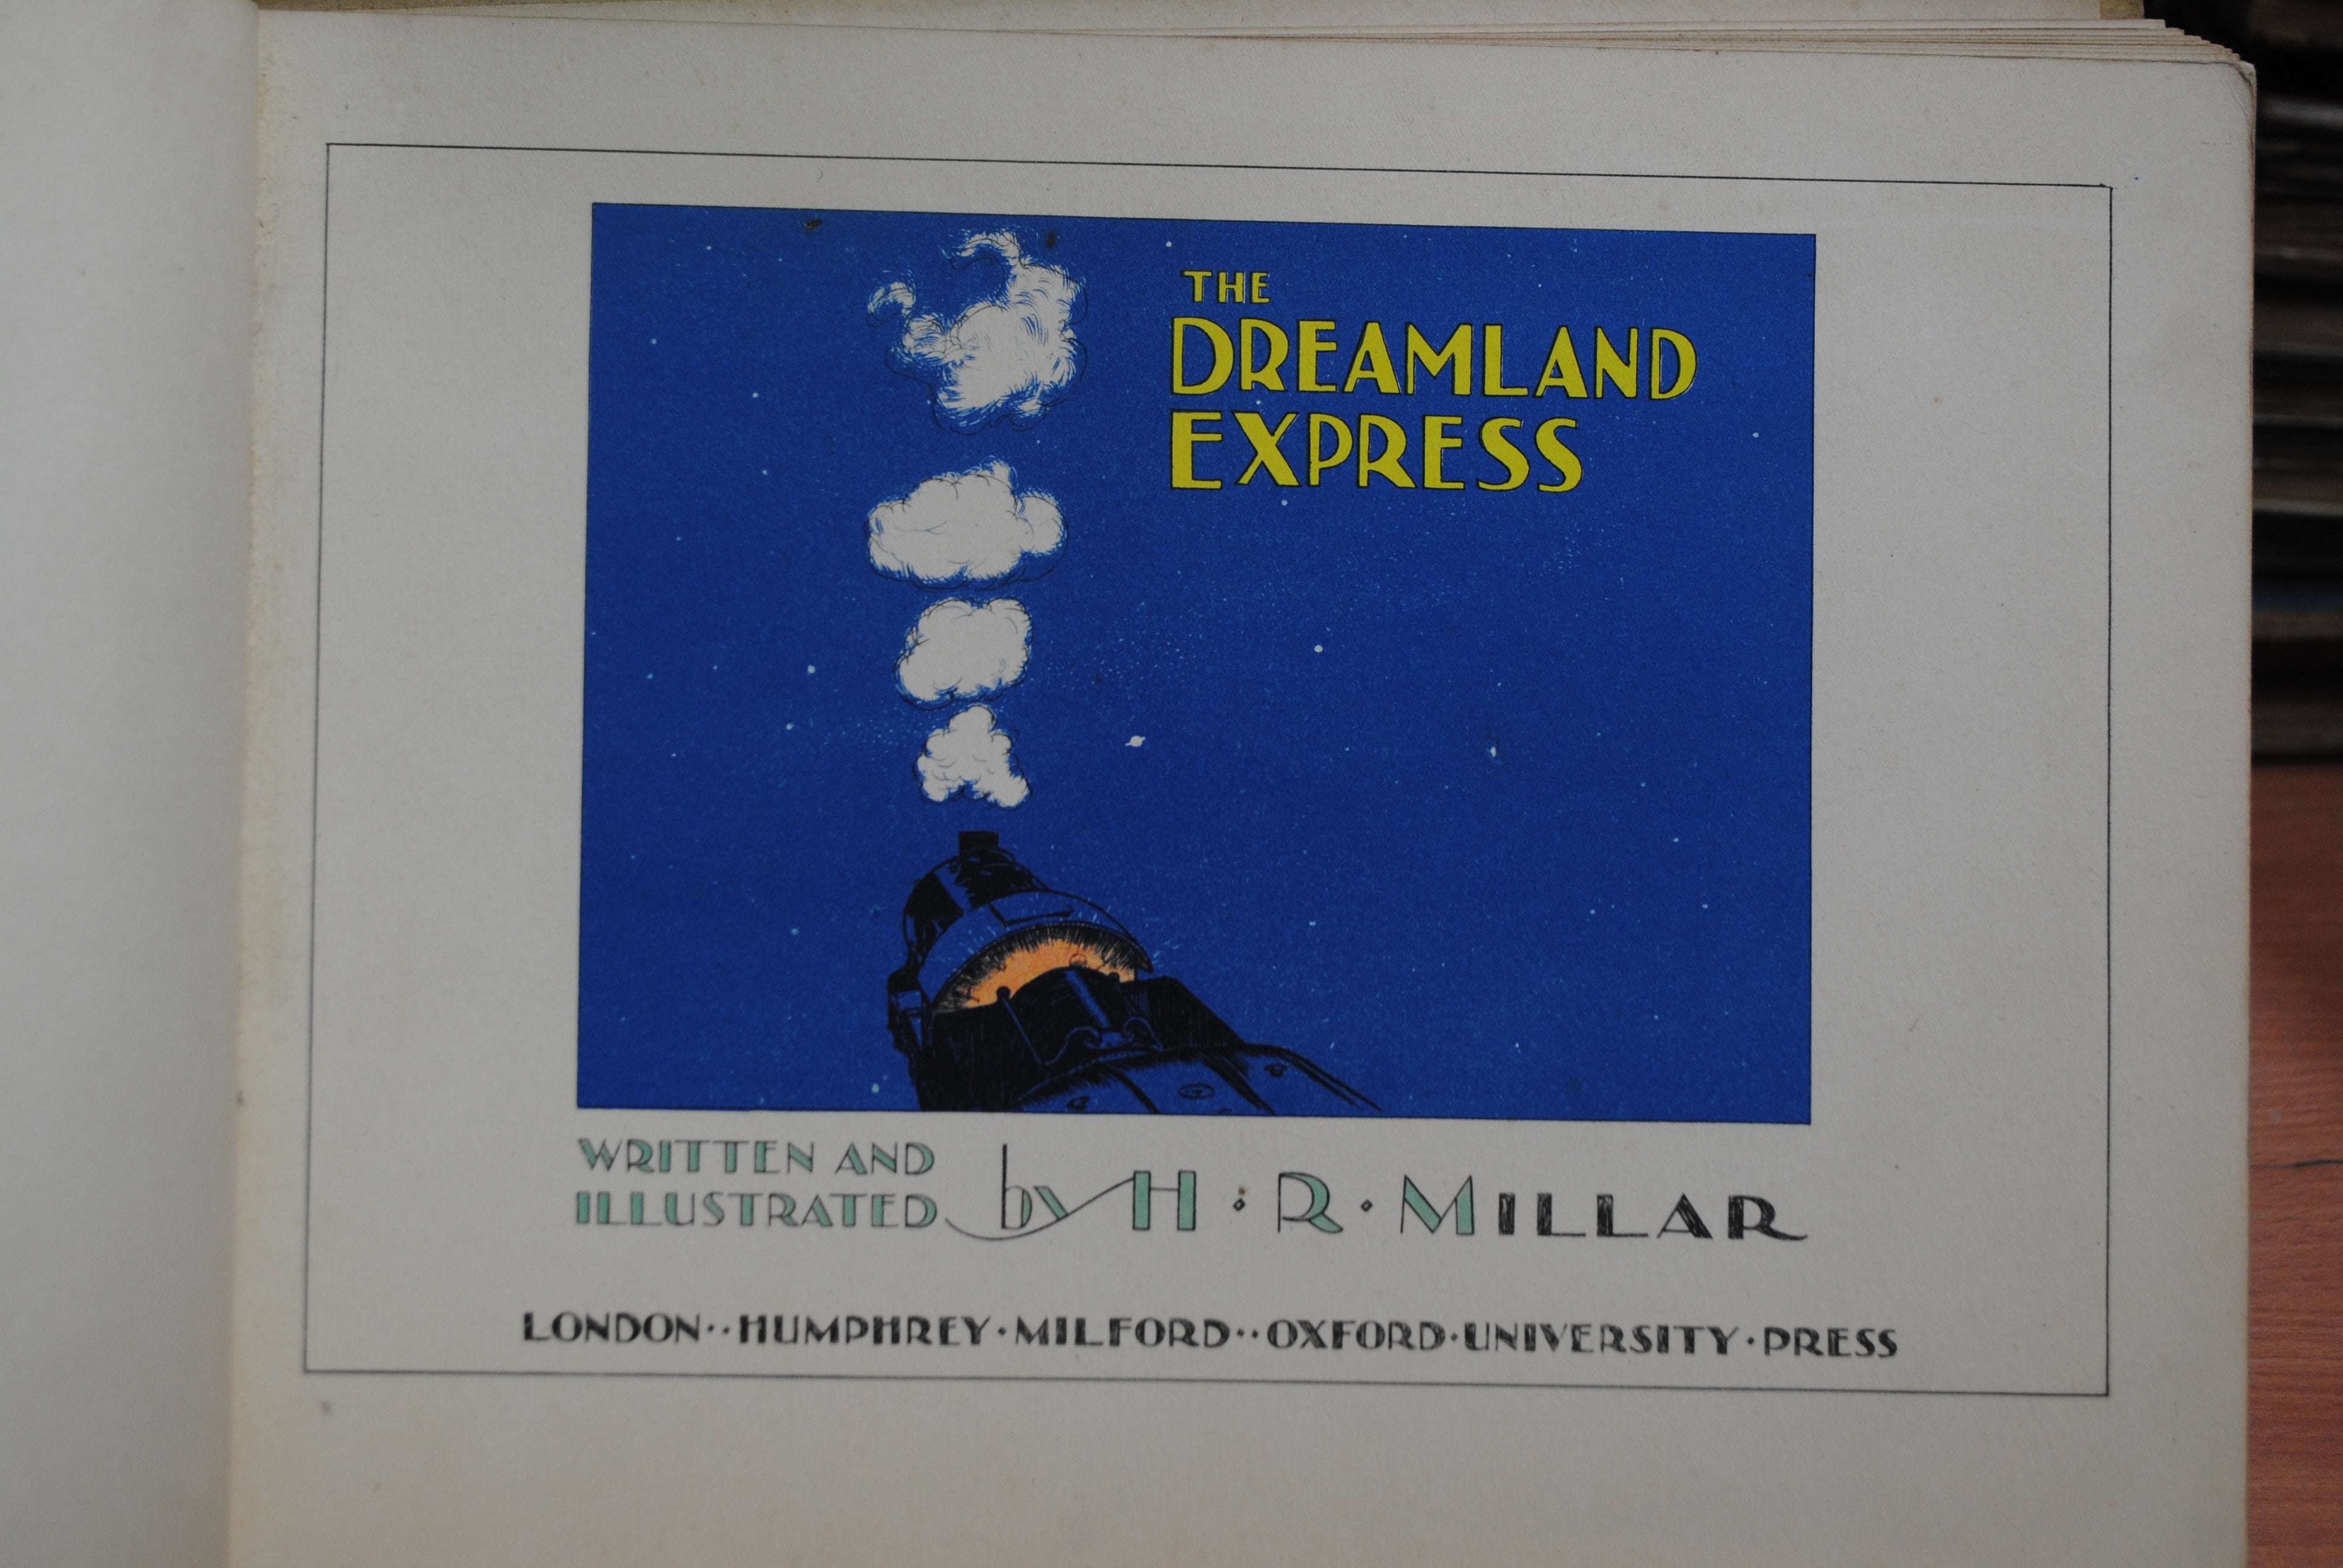 THE
DREAMLAND
EXPRESS
WRITTEN AND
ILLUSTRATED by H · R · MILLAR
LONDON · · HUMPHREY · MILFORD · · OXFORD · UNIVERSITY · PRESS